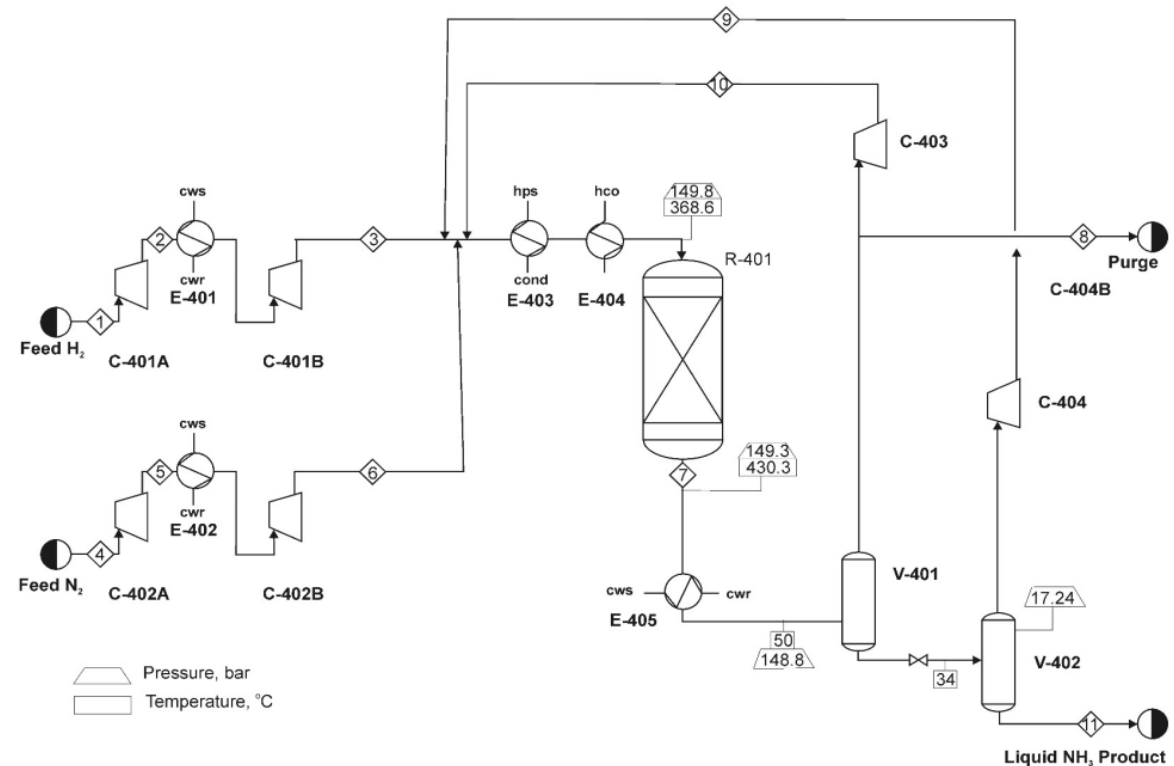 9
10
C-403
cws
hps
hco
149.8
368.6
2
3
8
R-401
Purge
cwr
cond
E-401
E-403
E-404
C-404B
1
Feed H₂
C-401A
C-401B
C-404
cws
149.3
430.3
5
6
7
cwr
E-402
4
Feed N₂
V-401
C-402A
C-402B
cws
cwr
17.24
E-405
50
148.8
V-402
34
Pressure, bar
Temperature, °C
11
Liquid NH₃ Product